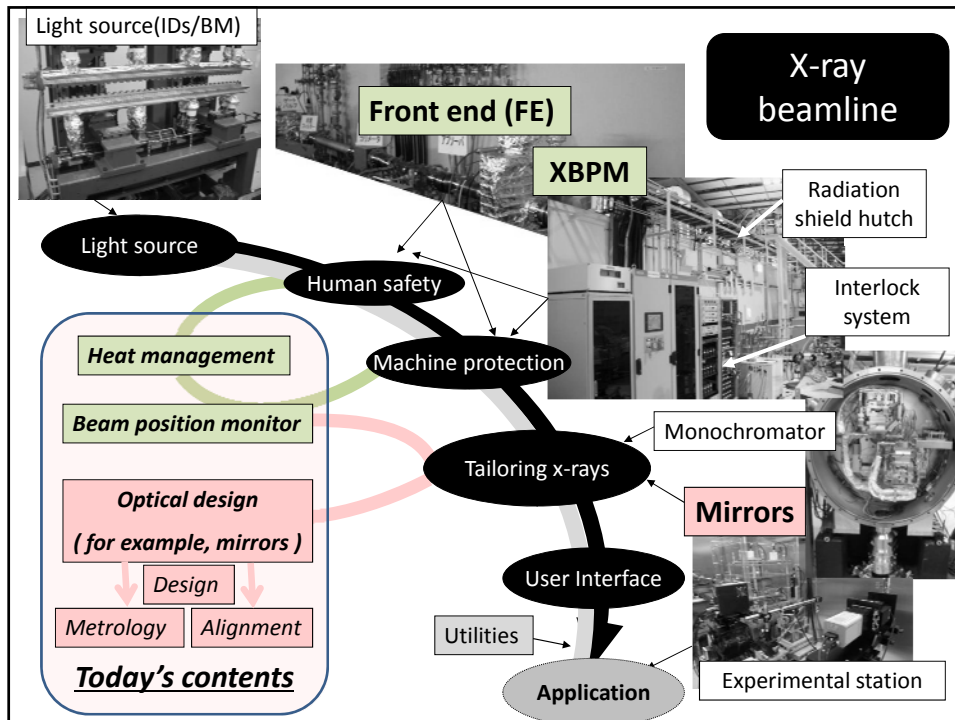 Light source(IDs/BM)
X-ray
beamline
Front end (FE)
XBPM
Radiation
shield hutch
Light source
Human safety
Interlock
system
Heat management
Machine protection
Beam position monitor
Monochromator
Tailoring x-rays
Optical design
( for example, mirrors )
Mirrors
Design
User Interface
Metrology
Alignment
Utilities
Today's contents
Application
Experimental station